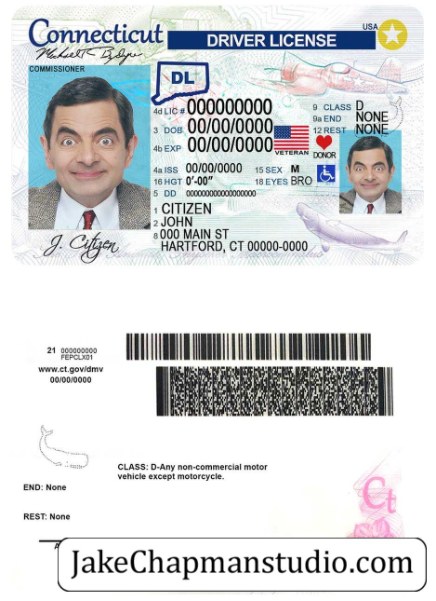 Connecticut
USA
DRIVER LICENSE
COMMISSIONER
DL
4d LIC # 000000000
9 CLASS D
3 DOB 00/00/0000
9a END NONE
12 REST NONE
4b EXP 00/00/0000
VETERAN
DONOR
4a ISS 00/00/0000 15 SEX M
16 HGT 0'-00" 18 EYES BRO
5 DD 00000000000000000
1 CITIZEN
2 JOHN
8 000 MAIN ST
HARTFORD, CT 00000-0000
J. Citizen
21 000000000
FEPCLX01
www.ct.gov/dmv
00/00/0000
CLASS: D-Any non-commercial motor
vehicle except motorcycle.
END: None
Ct
REST: None
JakeChapmanstudio.com